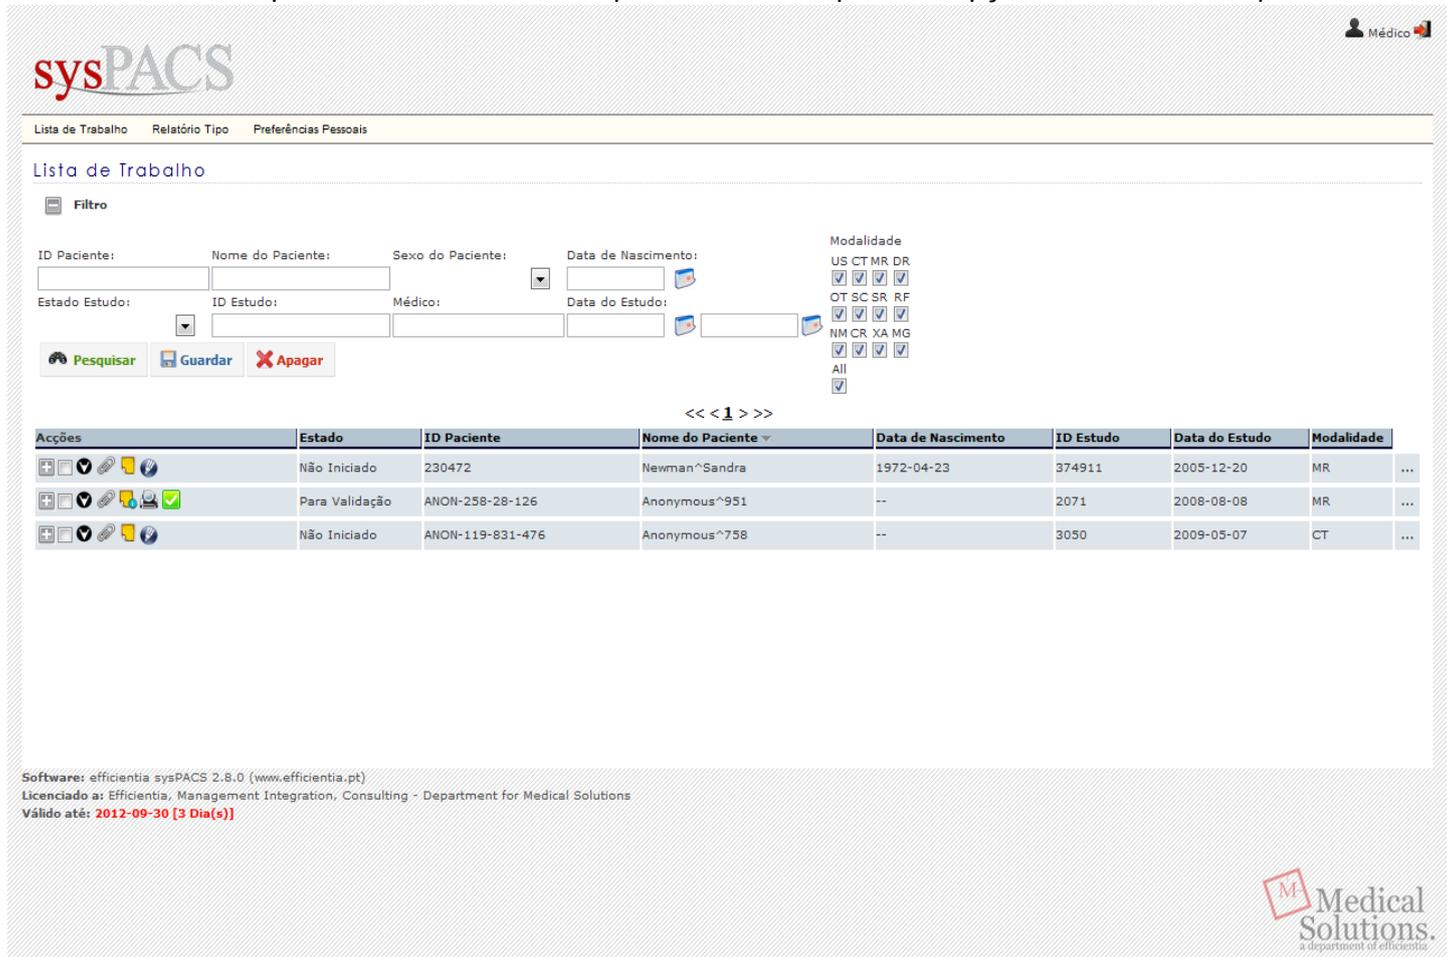 Médico
sysPACS
Lista de Trabalho Relatório Tipo Preferências Pessoais
Lista de Trabalho
Filtro
Modalidade
ID Paciente: Nome do Paciente: Sexo do Paciente: Data de Nascimento:
US CT MR DR
Estado Estudo: ID Estudo: Médico: Data do Estudo:
OT SC SR RF
NM CR XA MG
Pesquisar Guardar Apagar
All
<< < 1 > >>
Acções Estado ID Paciente Nome do Paciente Data de Nascimento ID Estudo Data do Estudo Modalidade
Não Iniciado 230472 Newman^Sandra 1972-04-23 374911 2005-12-20 MR ...
Para Validação ANON-258-28-126 Anonymous^951 -- 2071 2008-08-08 MR ...
Não Iniciado ANON-119-831-476 Anonymous^758 -- 3050 2009-05-07 CT ...
Software: efficientia sysPACS 2.8.0 (www.efficientia.pt)
Licenciado a: Efficientia, Management Integration, Consulting - Department for Medical Solutions
Válido até: 2012-09-30 [3 Dia(s)]
Medical
Solutions.
a department of efficientia